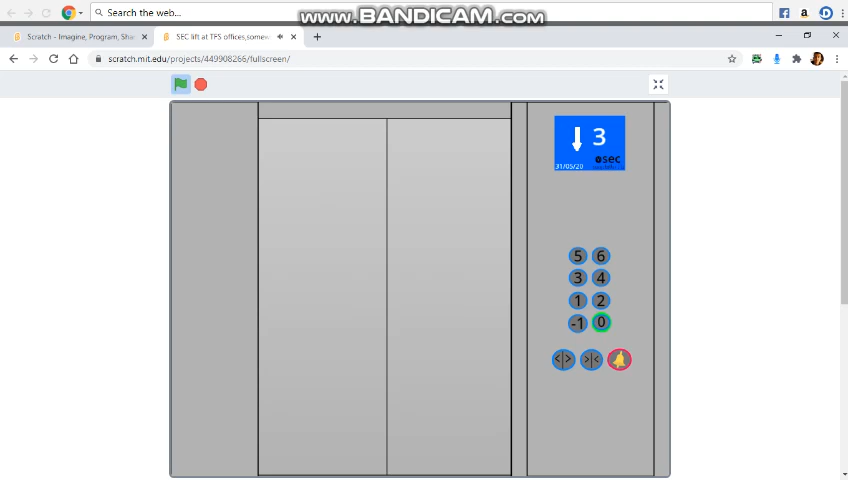 Search the web...
www.BANDICAM.com
Scratch - Imagine, Program, Sha
SEC lift at TFS offices,somew
scratch.mit.edu/projects/449908266/fullscreen/
3
sec
31/05/20
5 6
3 4
1 2
-1 0
<|> >|<